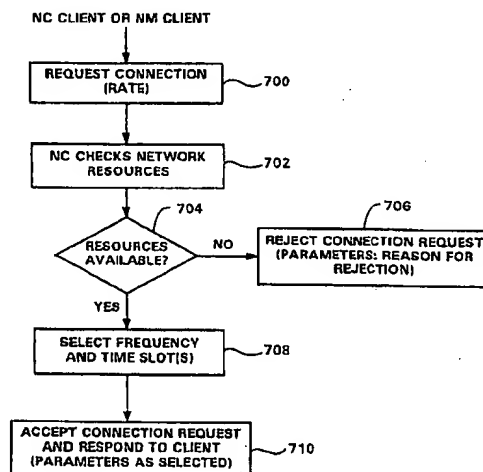 NC CLIENT OR NM CLIENT
REQUEST CONNECTION
(RATE)
700
NC CHECKS NETWORK
RESOURCES
702
704
RESOURCES
AVAILABLE?
NO
706
REJECT CONNECTION REQUEST
(PARAMETERS: REASON FOR
REJECTION)
YES
SELECT FREQUENCY
AND TIME SLOT(S)
708
ACCEPT CONNECTION REQUEST
AND RESPOND TO CLIENT
(PARAMETERS AS SELECTED)
710